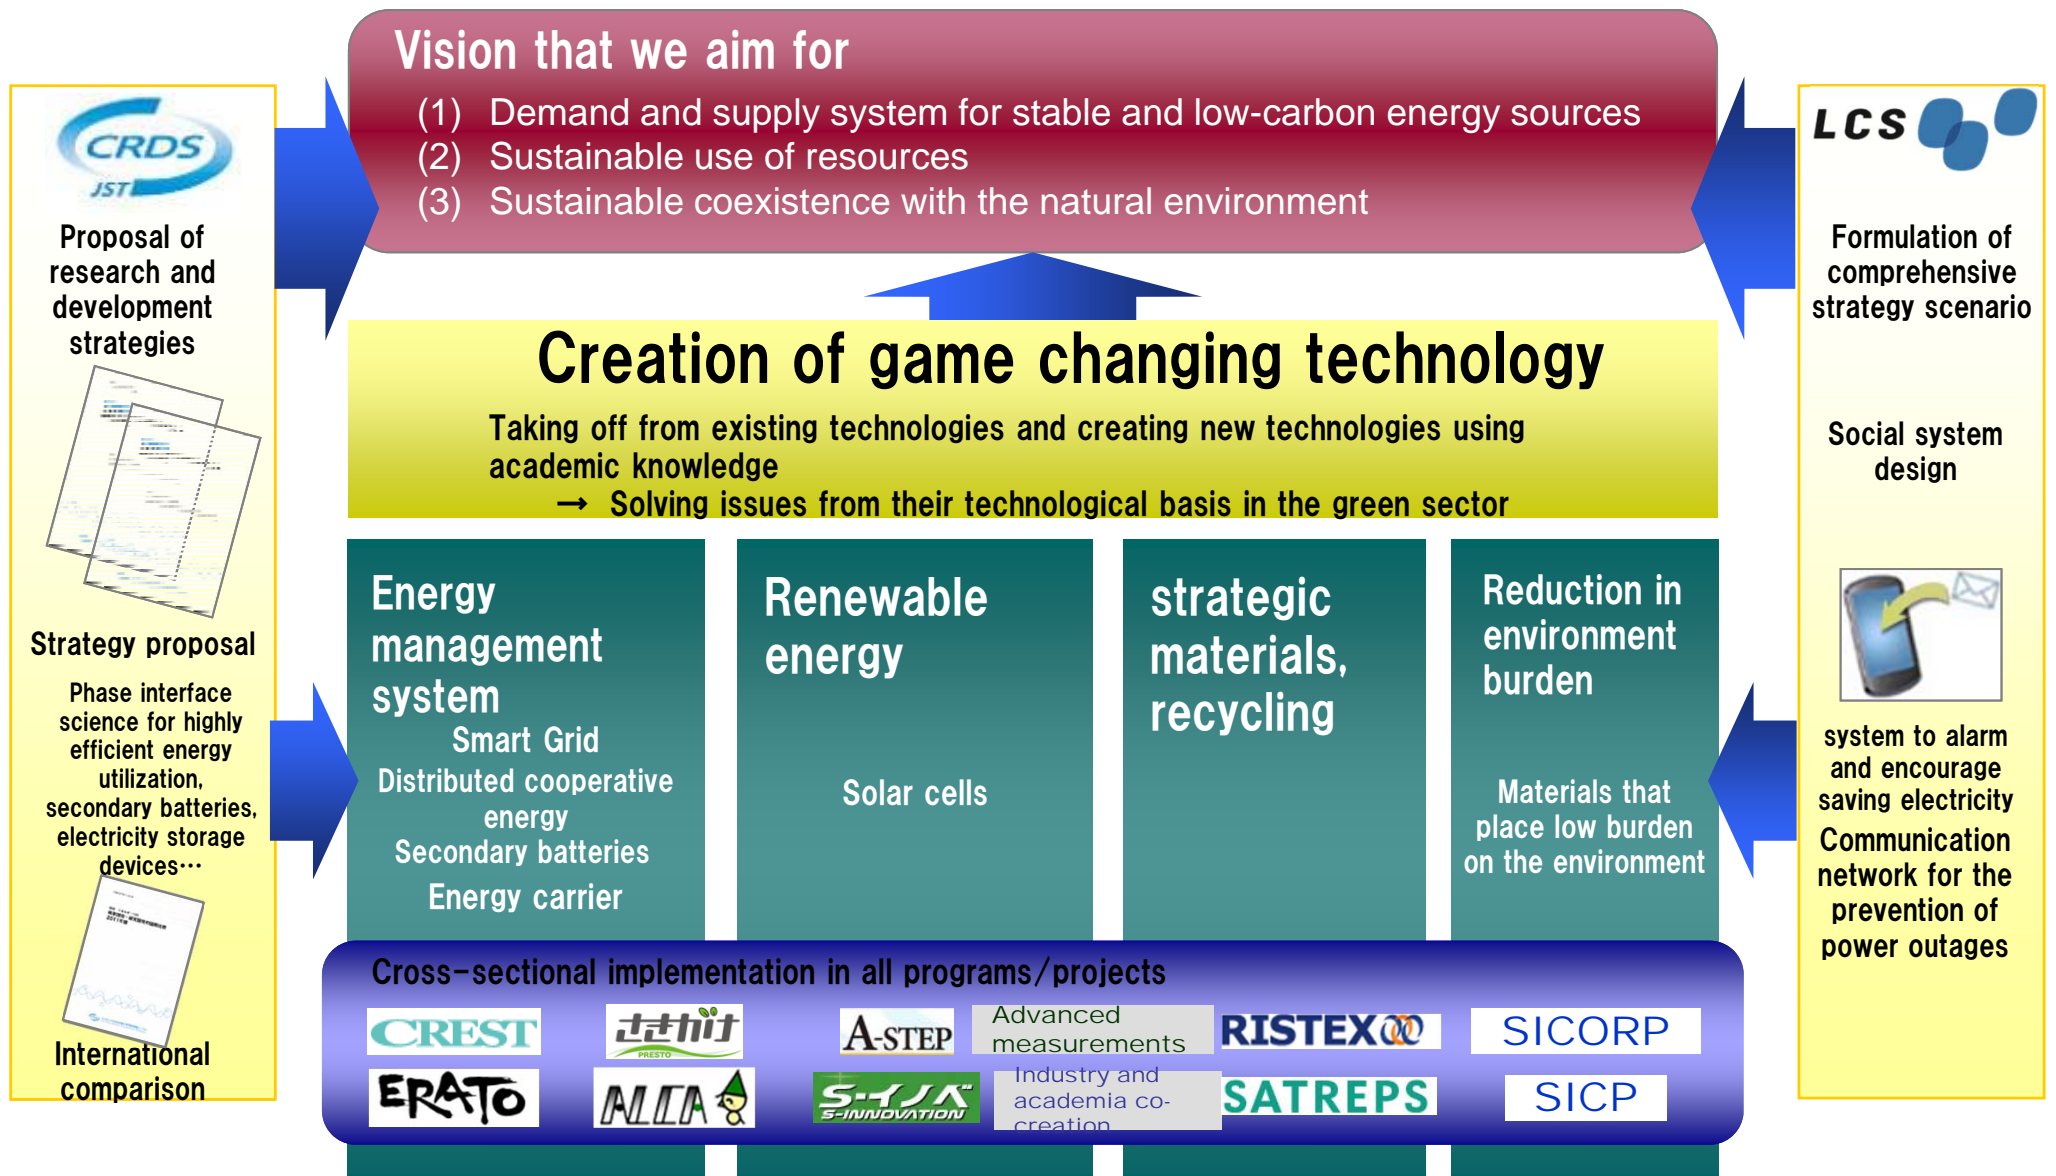 Vision that we aim for
(1) Demand and supply system for stable and low-carbon energy sources
(2) Sustainable use of resources
(3) Sustainable coexistence with the natural environment
CRDS
JST
Proposal of
research and
development
strategies
Strategy proposal
Phase interface
science for highly
efficient energy
utilization,
secondary batteries,
electricity storage
devices…
International
comparison
Creation of game changing technology
Taking off from existing technologies and creating new technologies using
academic knowledge
→ Solving issues from their technological basis in the green sector
Energy
management
system
Smart Grid
Distributed cooperative
energy
Secondary batteries
Energy carrier
Renewable
energy
Solar cells
strategic
materials,
recycling
Reduction in
environment
burden
Materials that
place low burden
on the environment
LCS
Formulation of
comprehensive
strategy scenario
Social system
design
system to alarm
and encourage
saving electricity
Communication
network for the
prevention of
power outages
Cross-sectional implementation in all programs/projects
CREST
さきがけ
PRESTO
A-STEP
Advanced
measurements
RISTEX
SICORP
ERATO
ALCA
S-イノベ
S-INNOVATION
Industry and
academia co-
creation
SATREPS
SICP